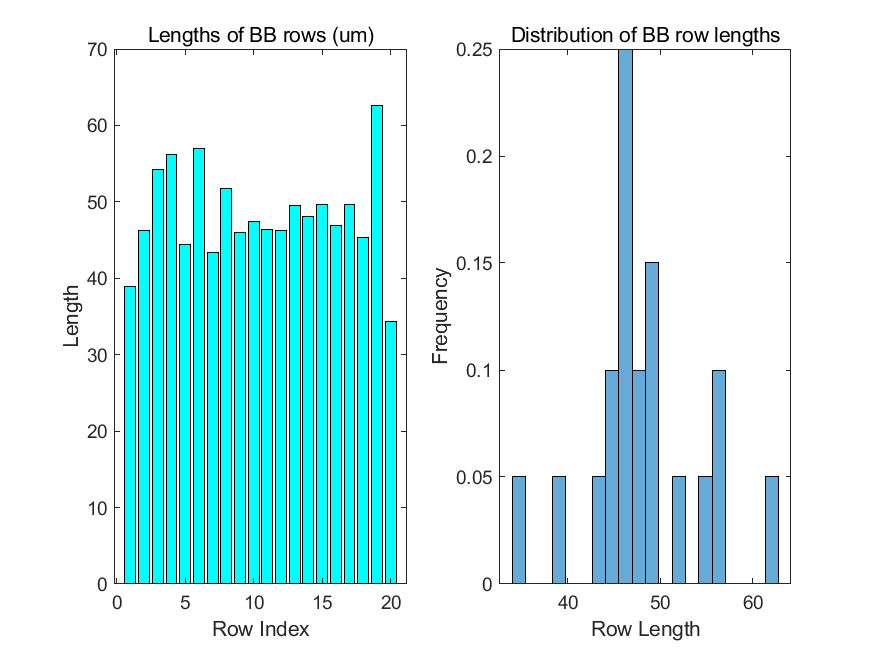 Lengths of BB rows (um)
70
60
50
40
30
20
10
0
Length
0 5 10 15 20
Row Index
Distribution of BB row lengths
0.25
0.2
0.15
0.1
0.05
0
Frequency
40 50 60
Row Length